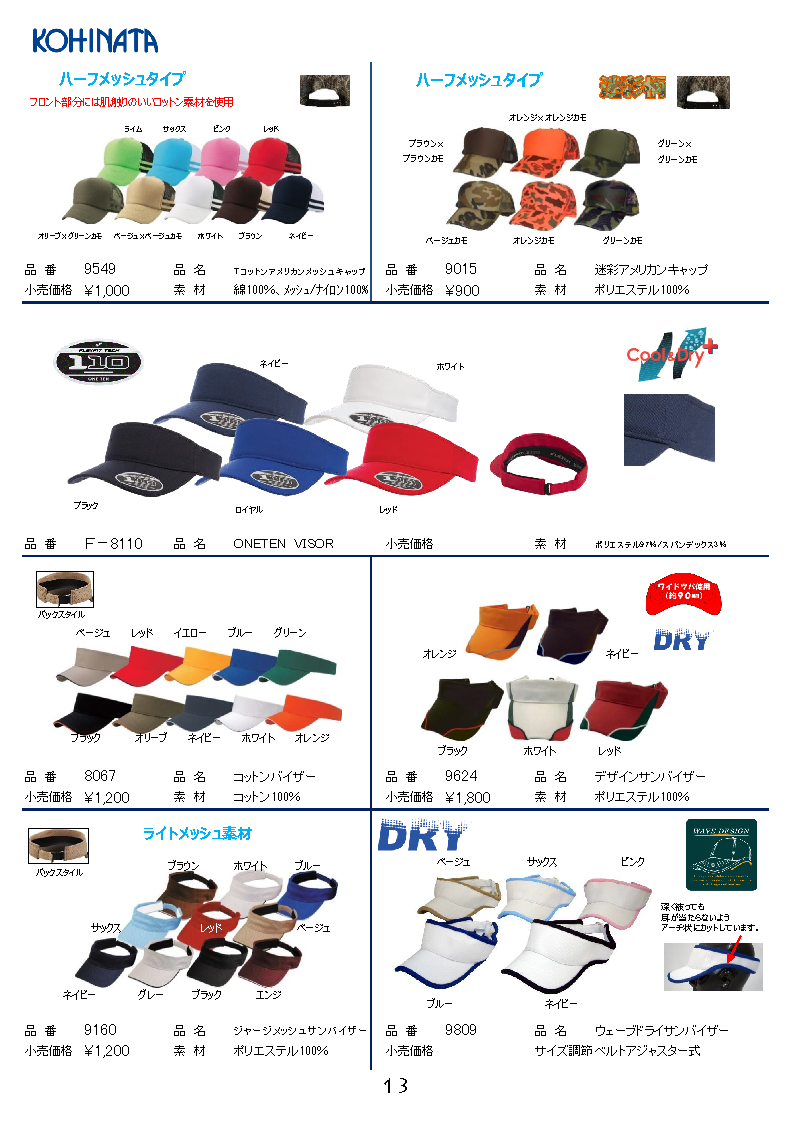 KOHINATA
ハーフメッシュタイプ
フロント部分には肌触りのいいコットン素材を使用
ライム サックス ピンク レッド
オリーブ×グリーンカモ ベージュ×ベージュカモ ホワイト ブラウン ネイビー
品 番 9549 品 名 Tコットンアメリカンメッシュキャップ
小売価格 ¥1,000 素 材 綿100%、メッシュ/ナイロン100%
ハーフメッシュタイプ
迷彩柄
オレンジ×オレンジカモ
ブラウン×
ブラウンカモ
グリーン×
グリーンカモ
ベージュカモ オレンジカモ グリーンカモ
品 番 9015 品 名 迷彩アメリカンキャップ
小売価格 ¥900 素 材 ポリエステル100%
FLEXFIT TECH
110
ONE TEN
ネイビー
ホワイト
Cool&Dry+
ブラック
ロイヤル
レッド
品 番 F-8110 品 名 ONETEN VISOR 小売価格 素 材 ポリエステル97%/スパンデックス3%
バックスタイル
ベージュ レッド イエロー ブルー グリーン
ブラック オリーブ ネイビー ホワイト オレンジ
品 番 8067 品 名 コットンバイザー
小売価格 ¥1,200 素 材 コットン100%
ワイドツバ使用
(約90㎜)
DRY
オレンジ
ネイビー
ブラック ホワイト レッド
品 番 9624 品 名 デザインサンバイザー
小売価格 ¥1,800 素 材 ポリエステル100%
ライトメッシュ素材
バックスタイル
ブラウン ホワイト ブルー
サックス レッド ベージュ
ネイビー グレー ブラック エンジ
品 番 9160 品 名 ジャージメッシュサンバイザー
小売価格 ¥1,200 素 材 ポリエステル100%
DRY
WAVE DESIGN
ベージュ サックス ピンク
深く被っても
耳が当たらないよう
アーチ状にカットしています。
ブルー ネイビー
品 番 9809 品 名 ウェーブドライサンバイザー
小売価格 サイズ調節 ベルトアジャスター式
13